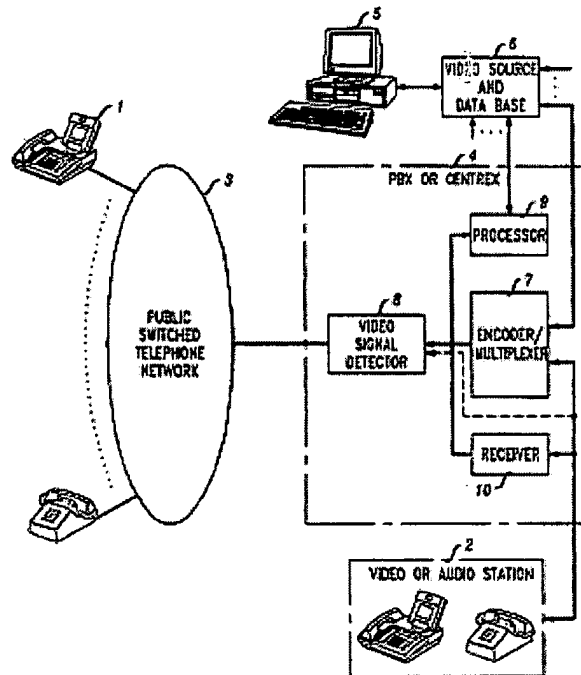 5
6
VIDEO SOURCE
AND
DATA BASE
1
4
PBX OR CENTREX
3
9
PROCESSOR
7
ENCODER/
MULTIPLEXER
8
VIDEO
SIGNAL
DETECTOR
PUBLIC
SWITCHED
TELEPHONE
NETWORK
RECEIVER
10
2
VIDEO OR AUDIO STATION